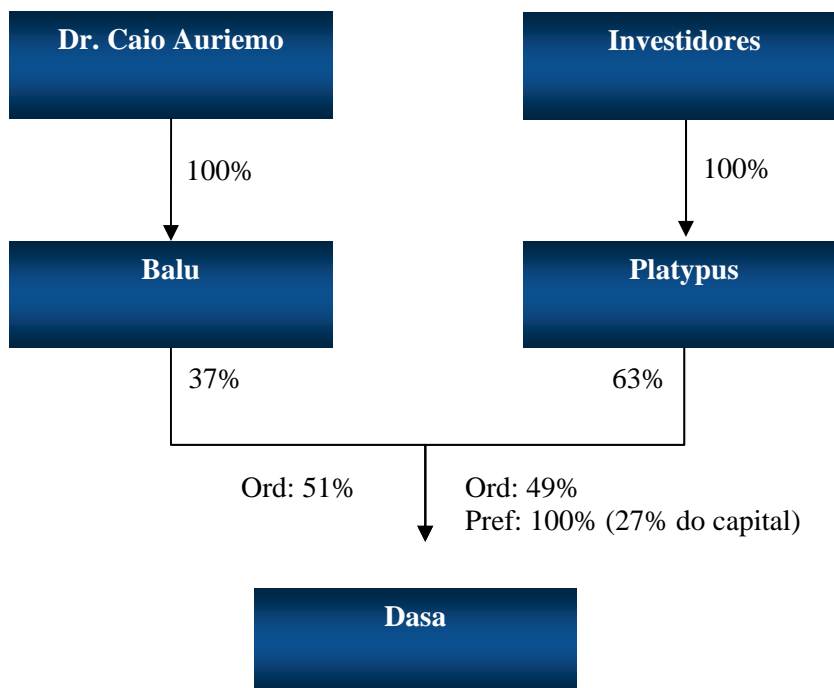 Dr. Caio Auriemo
Investidores
100%
100%
Balu
Platypus
37%
63%
Ord: 51%
Ord: 49%
Pref: 100% (27% do capital)
Dasa